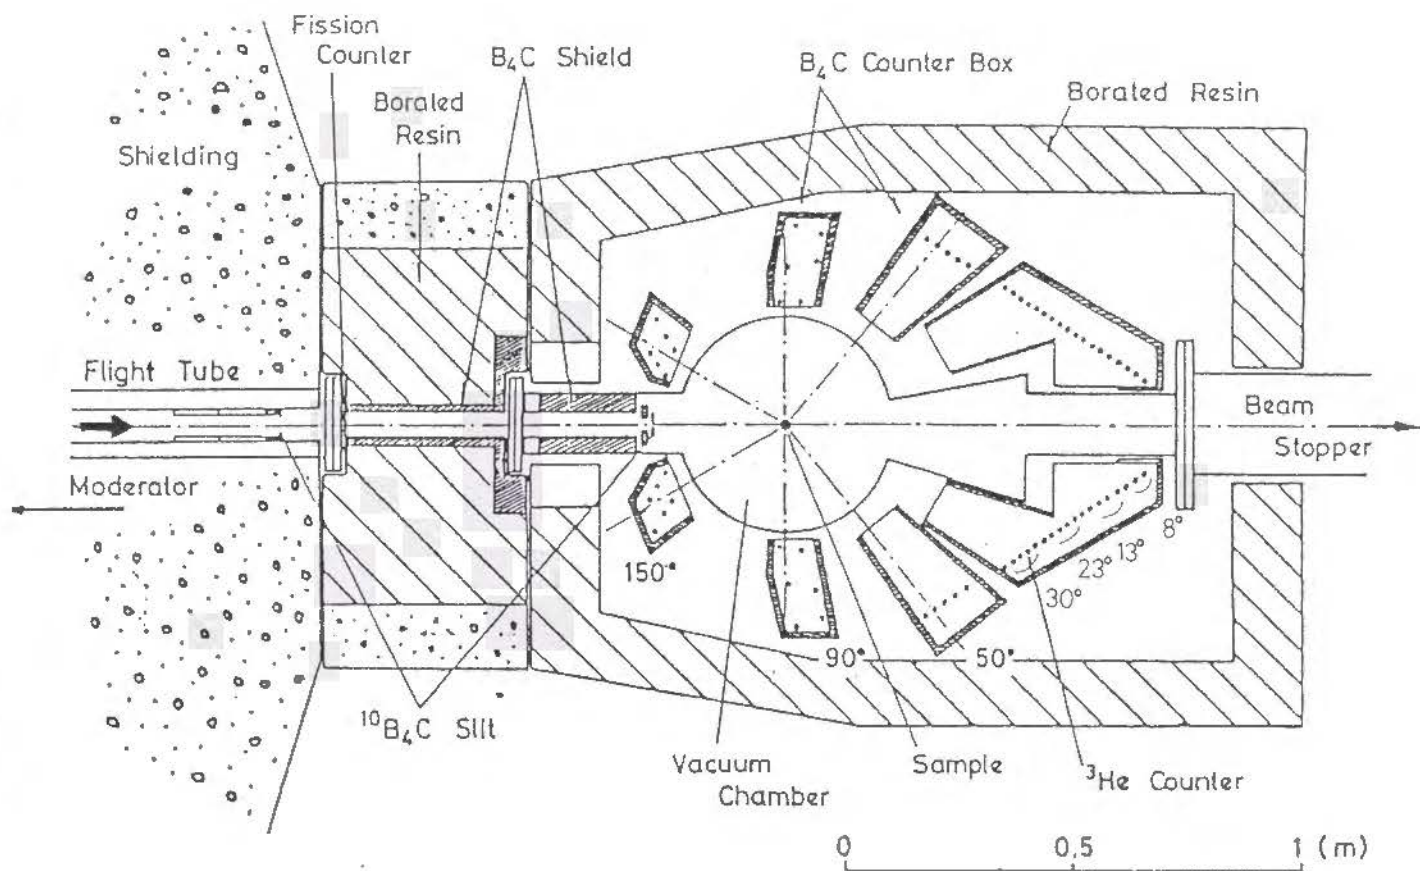 Fission
Counter
B₄C Shield
B₄C Counter Box
Borated Resin
Borated
Resin
Shielding
Flight Tube
Beam
Stopper
Moderator
150°
8°
13°
23°
30°
90°
50°
¹⁰B₄C Slit
Vacuum
Chamber
Sample
³He Counter
0
0,5
1 (m)